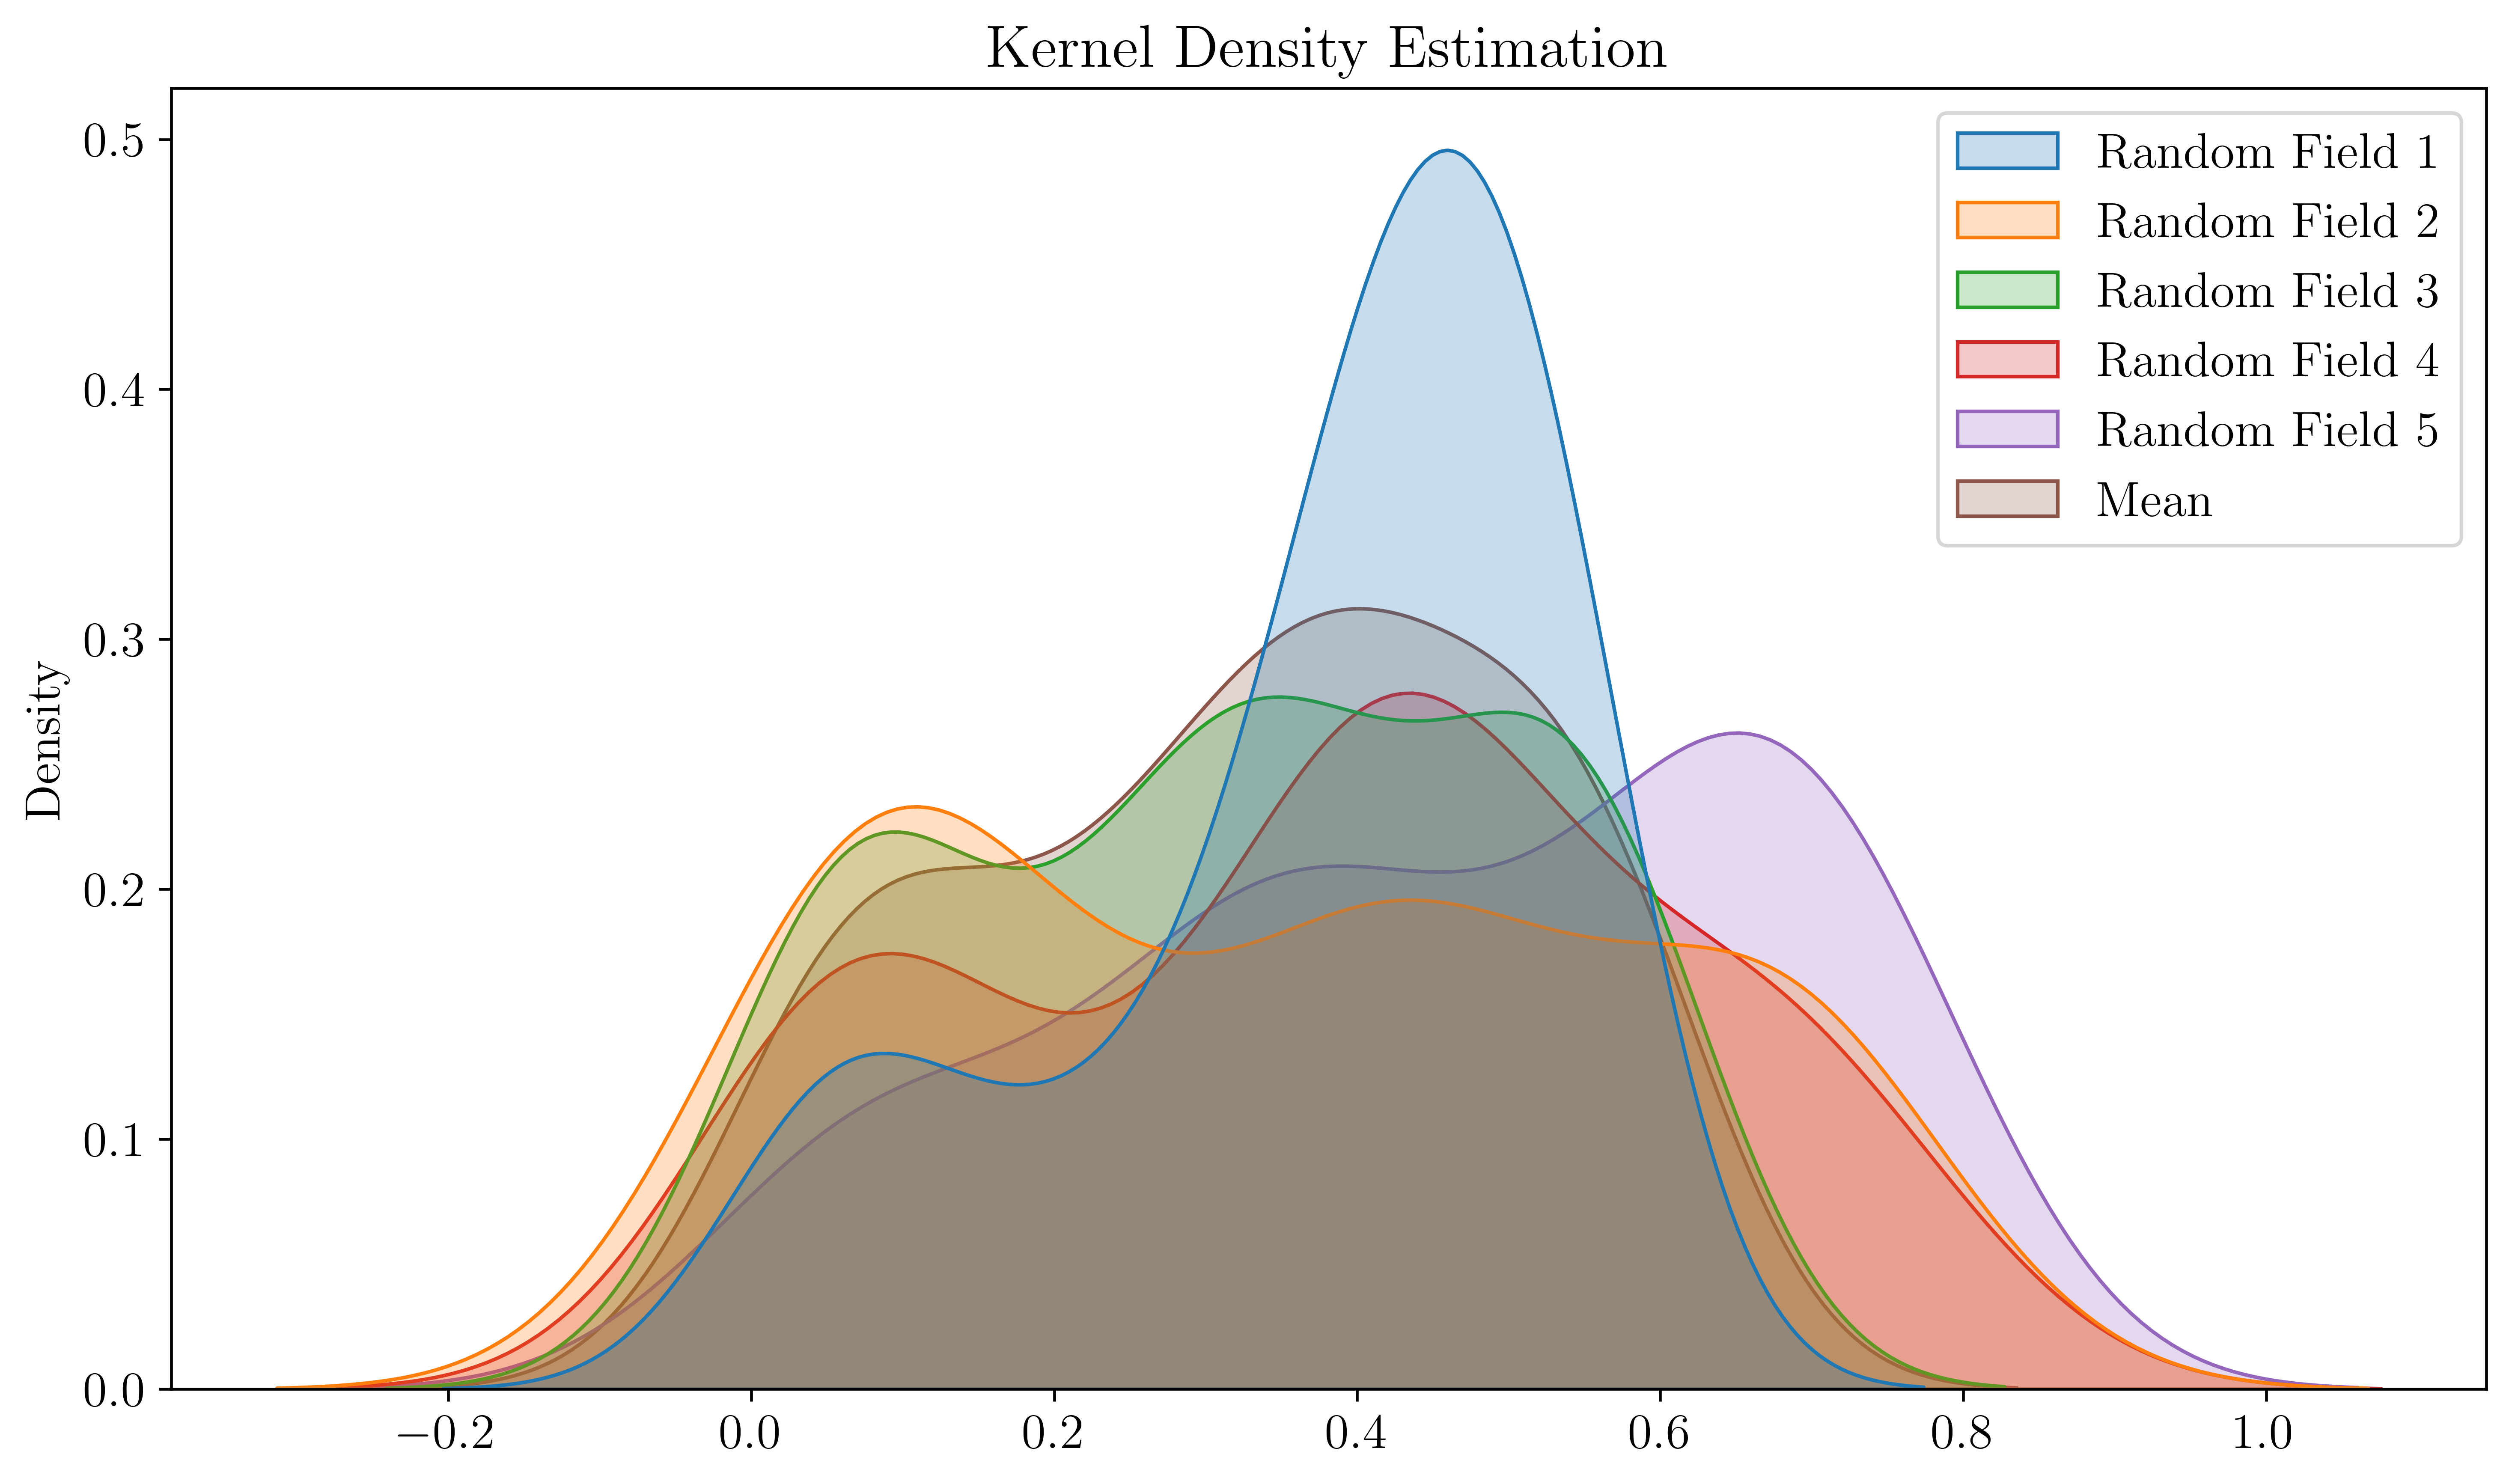 Kernel Density Estimation
0.5
0.4
0.3
0.2
0.1
0.0
Density
Random Field 1
Random Field 2
Random Field 3
Random Field 4
Random Field 5
Mean
−0.2 0.0 0.2 0.4 0.6 0.8 1.0